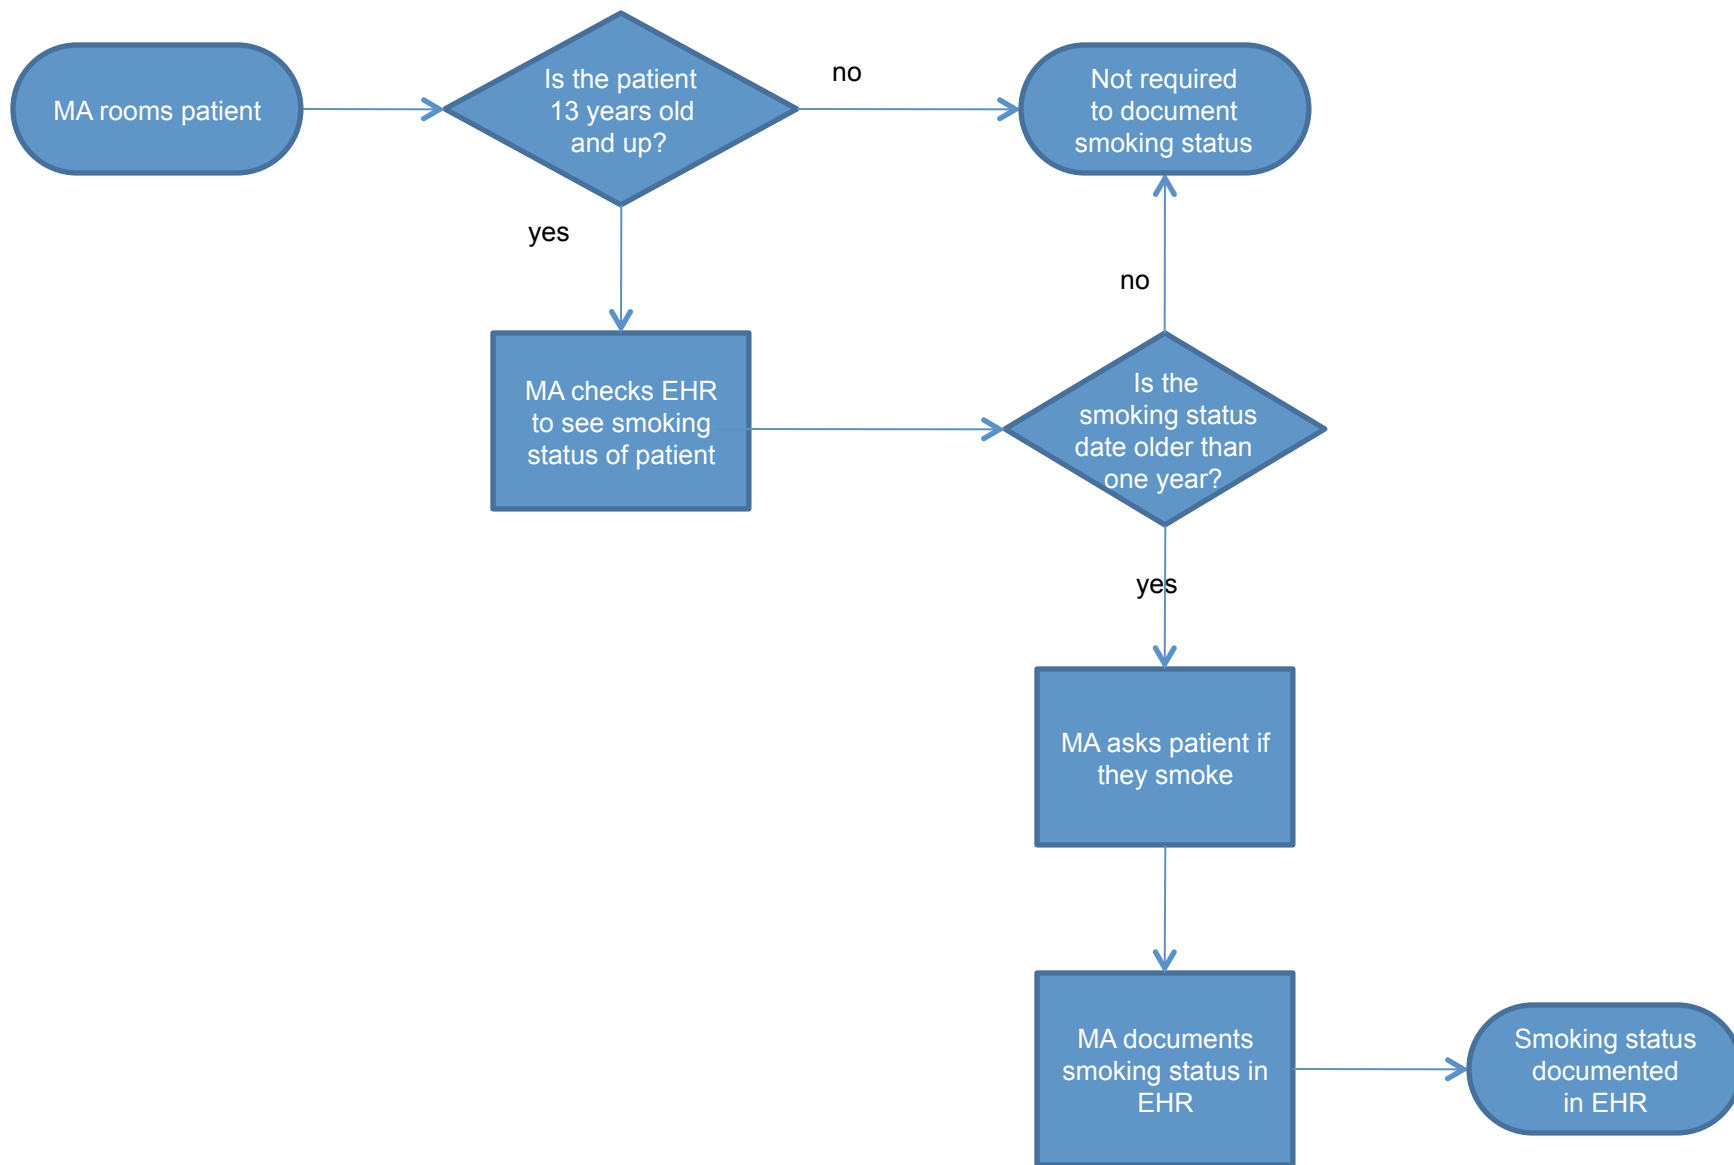 MA rooms patient
Is the patient
13 years old
and up?
no
Not required
to document
smoking status
yes
no
MA checks EHR
to see smoking
status of patient
Is the
smoking status
date older than
one year?
yes
MA asks patient if
they smoke
MA documents
smoking status in
EHR
Smoking status
documented
in EHR